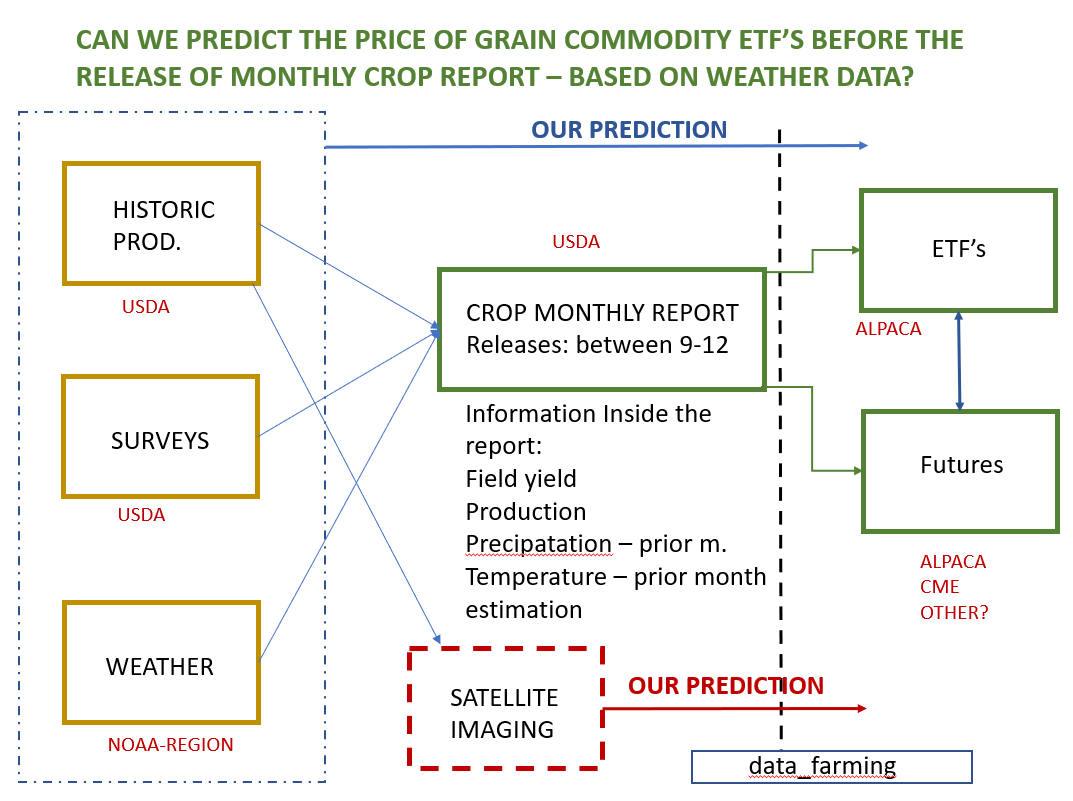 CAN WE PREDICT THE PRICE OF GRAIN COMMODITY ETF’S BEFORE THE
RELEASE OF MONTHLY CROP REPORT – BASED ON WEATHER DATA?
OUR PREDICTION
HISTORIC
PROD.
USDA
SURVEYS
USDA
WEATHER
NOAA-REGION
USDA
CROP MONTHLY REPORT
Releases: between 9-12
Information Inside the
report:
Field yield
Production
Precipatation – prior m.
Temperature – prior month
estimation
SATELLITE
IMAGING
OUR PREDICTION
ETF’s
ALPACA
Futures
ALPACA
CME
OTHER?
data_farming